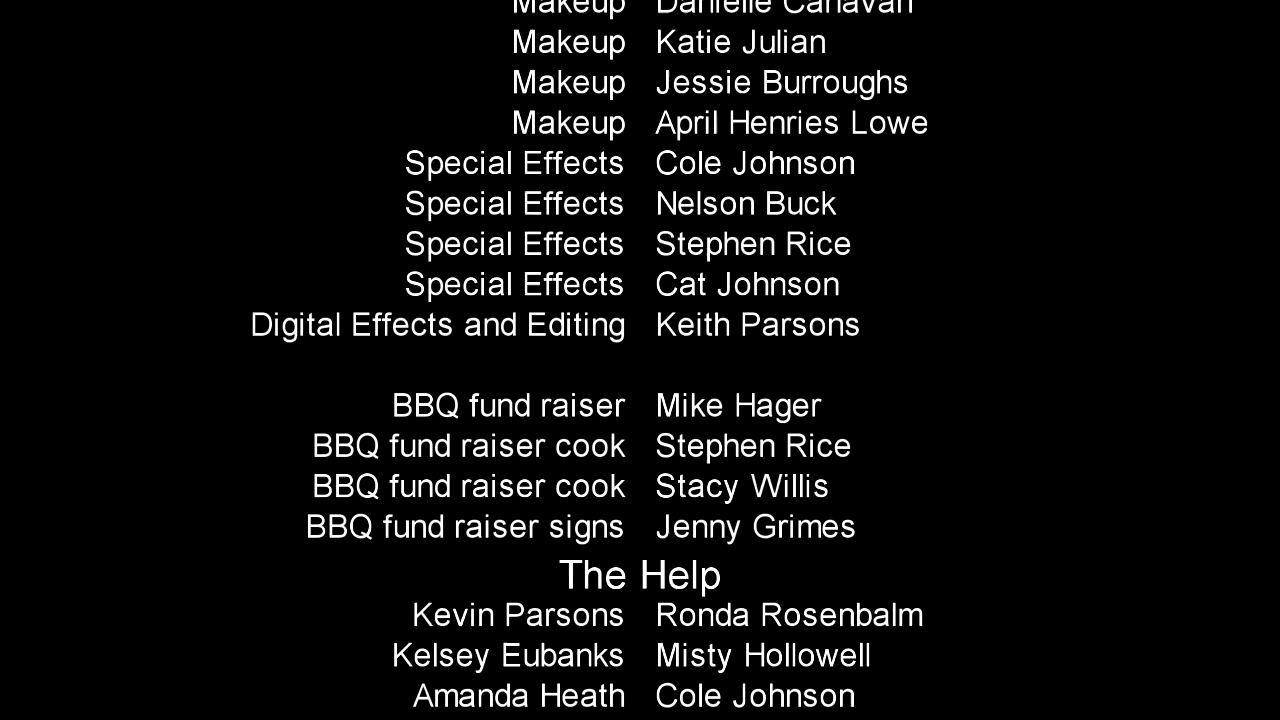 Makeup Danielle Canavan
Makeup Katie Julian
Makeup Jessie Burroughs
Makeup April Henries Lowe
Special Effects Cole Johnson
Special Effects Nelson Buck
Special Effects Stephen Rice
Special Effects Cat Johnson
Digital Effects and Editing Keith Parsons
BBQ fund raiser Mike Hager
BBQ fund raiser cook Stephen Rice
BBQ fund raiser cook Stacy Willis
BBQ fund raiser signs Jenny Grimes
The Help
Kevin Parsons Ronda Rosenbalm
Kelsey Eubanks Misty Hollowell
Amanda Heath Cole Johnson